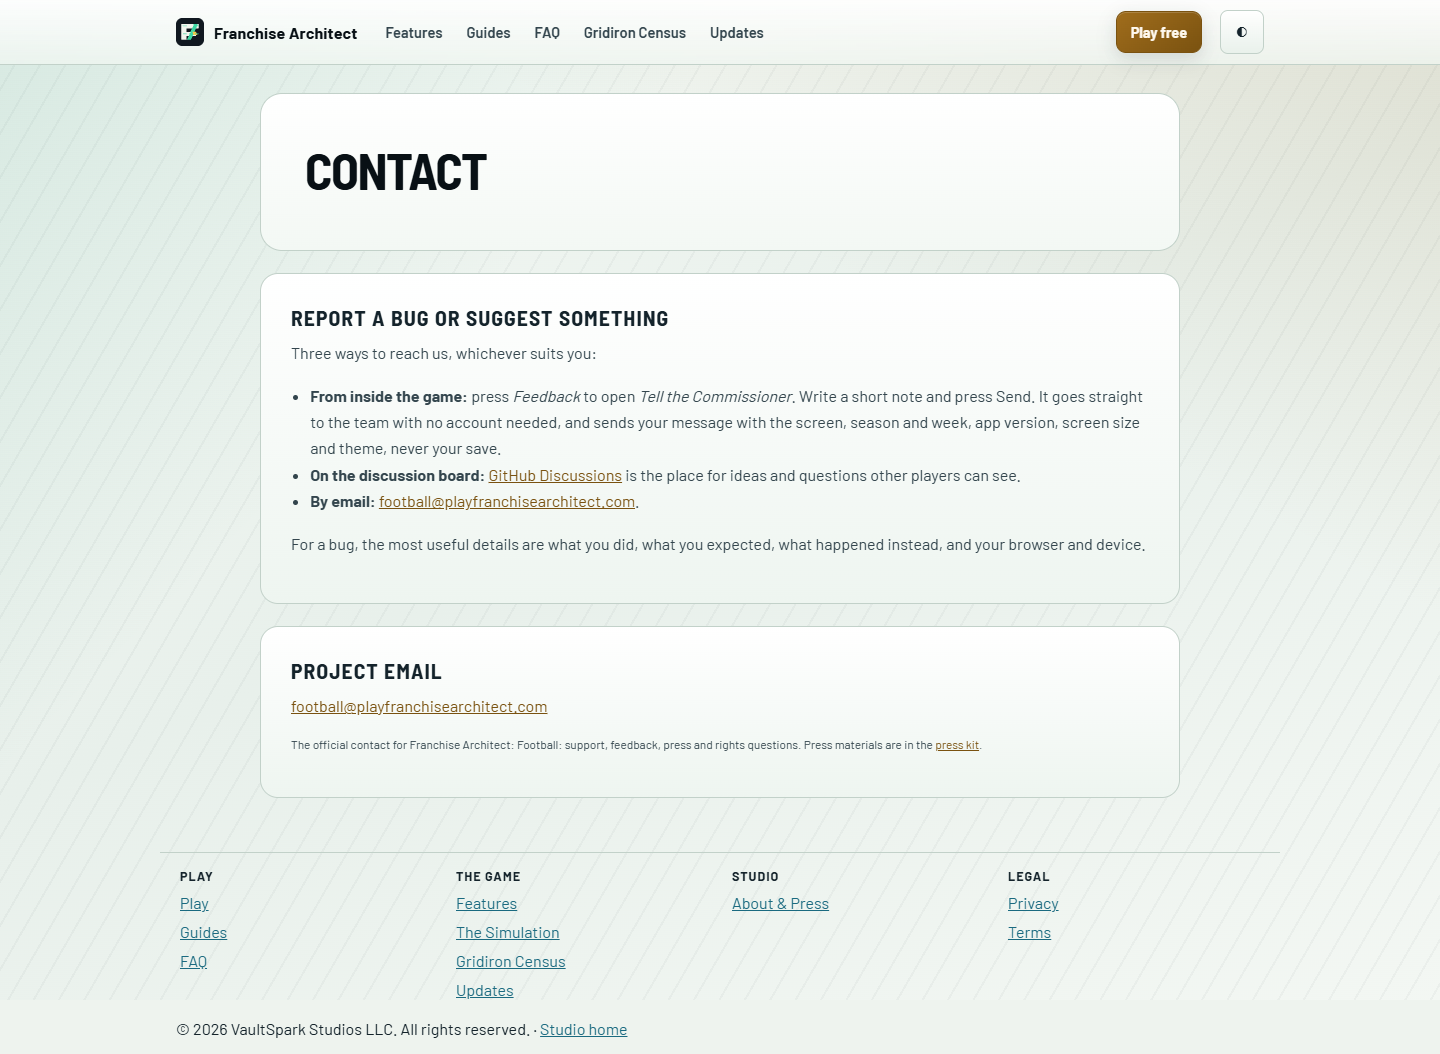 Franchise Architect
Features
Guides
FAQ
Gridiron Census
Updates
Play free
CONTACT
REPORT A BUG OR SUGGEST SOMETHING
Three ways to reach us, whichever suits you:
• From inside the game: press Feedback to open Tell the Commissioner. Write a short note and press Send. It goes straight
to the team with no account needed, and sends your message with the screen, season and week, app version, screen size
and theme, never your save.
• On the discussion board: GitHub Discussions is the place for ideas and questions other players can see.
• By email: football@playfranchisearchitect.com.
For a bug, the most useful details are what you did, what you expected, what happened instead, and your browser and device.
PROJECT EMAIL
football@playfranchisearchitect.com
The official contact for Franchise Architect: Football: support, feedback, press and rights questions. Press materials are in the press kit.
PLAY
Play
Guides
FAQ
THE GAME
Features
The Simulation
Gridiron Census
Updates
STUDIO
About & Press
LEGAL
Privacy
Terms
© 2026 VaultSpark Studios LLC. All rights reserved. · Studio home